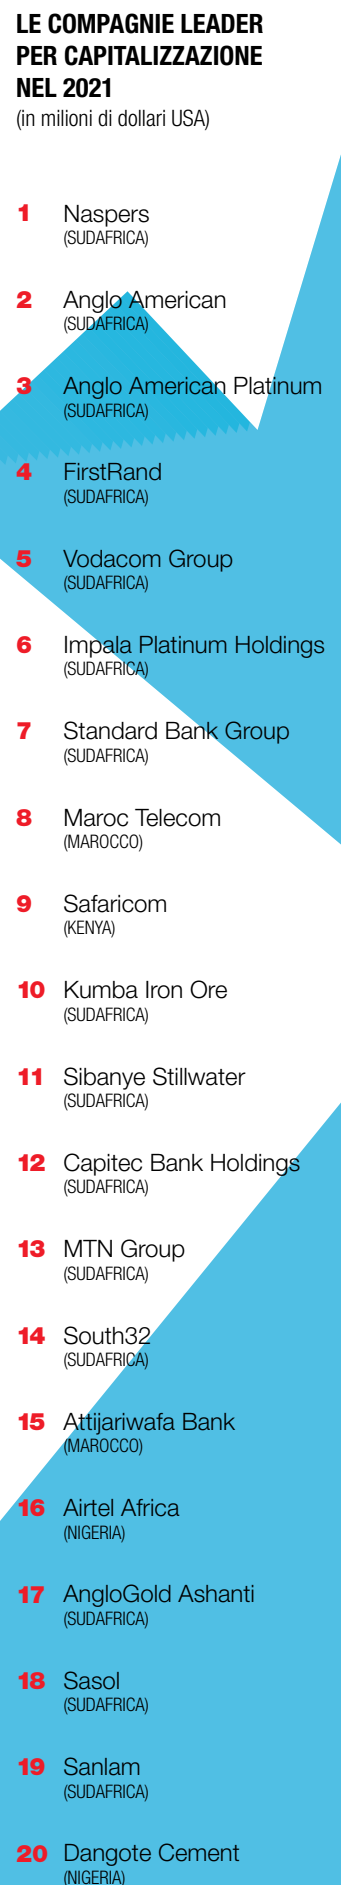 LE COMPAGNIE LEADER
PER CAPITALIZZAZIONE
NEL 2021
(in milioni di dollari USA)
1 Naspers
(SUDAFRICA)
2 Anglo American
(SUDAFRICA)
3 Anglo American Platinum
(SUDAFRICA)
4 FirstRand
(SUDAFRICA)
5 Vodacom Group
(SUDAFRICA)
6 Impala Platinum Holdings
(SUDAFRICA)
7 Standard Bank Group
(SUDAFRICA)
8 Maroc Telecom
(MAROCCO)
9 Safaricom
(KENYA)
10 Kumba Iron Ore
(SUDAFRICA)
11 Sibanye Stillwater
(SUDAFRICA)
12 Capitec Bank Holdings
(SUDAFRICA)
13 MTN Group
(SUDAFRICA)
14 South32
(SUDAFRICA)
15 Attijariwafa Bank
(MAROCCO)
16 Airtel Africa
(NIGERIA)
17 AngloGold Ashanti
(SUDAFRICA)
18 Sasol
(SUDAFRICA)
19 Sanlam
(SUDAFRICA)
20 Dangote Cement
(NIGERIA)